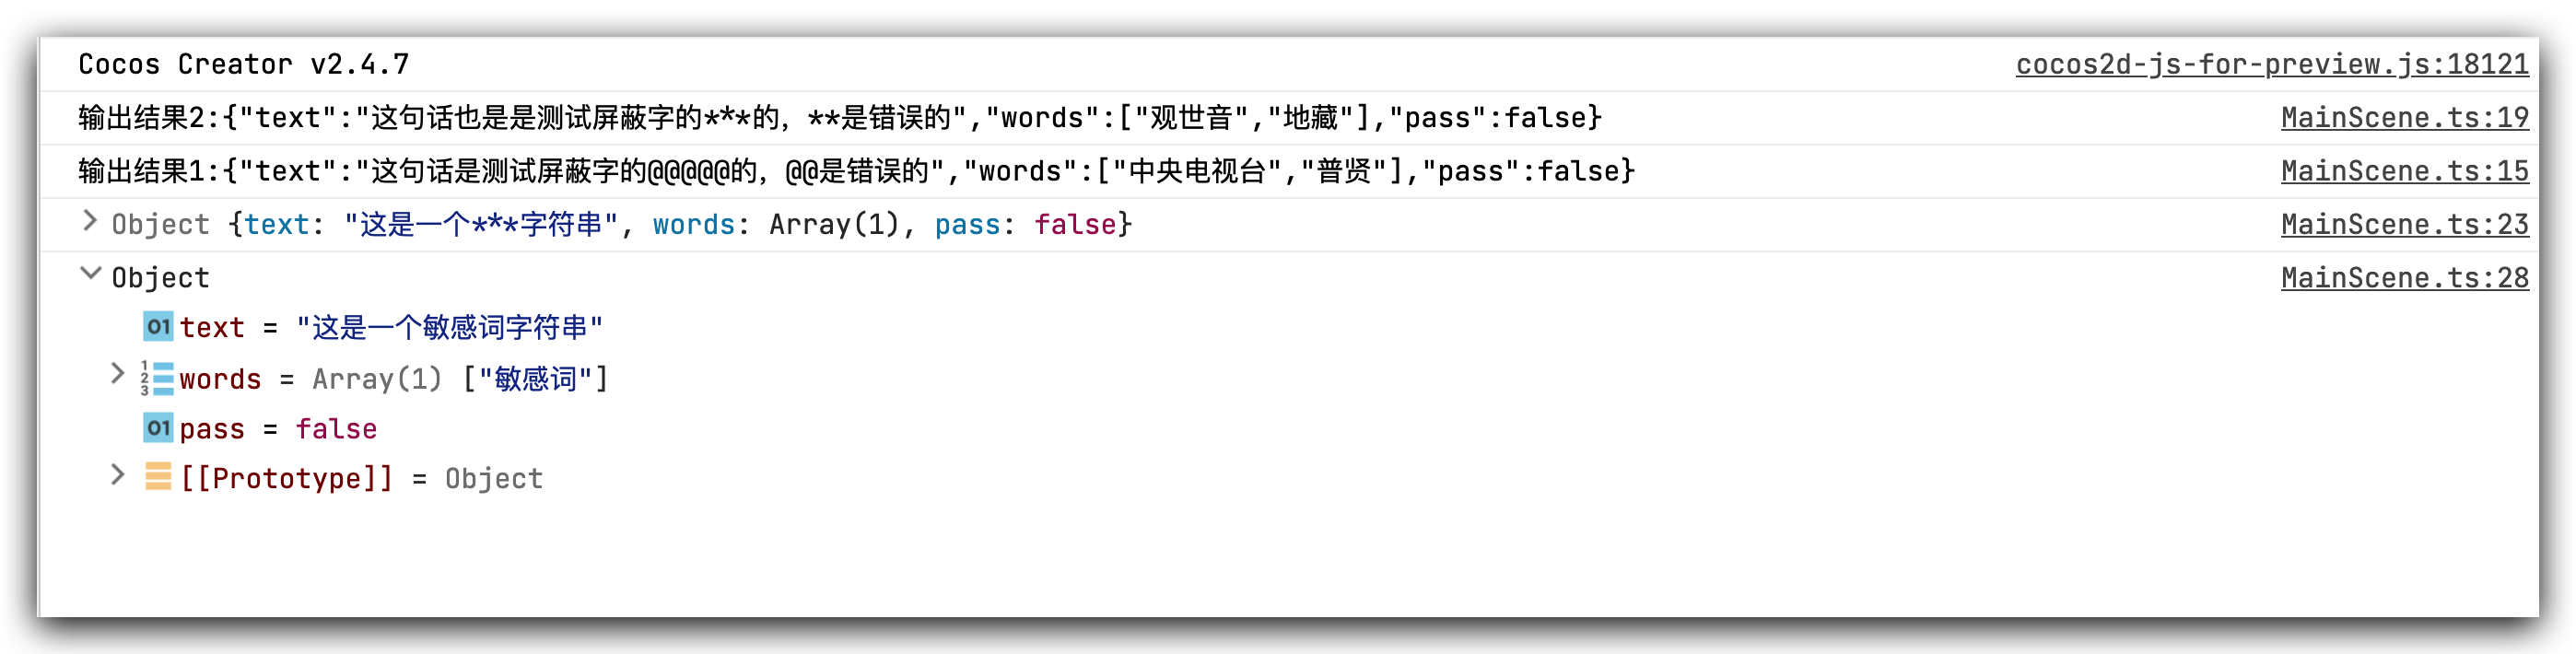 Cocos Creator v2.4.7 cocos2d-js-for-preview.js:18121
输出结果2:{"text":"这句话也是是测试屏蔽字的***的，**是错误的","words":["观世音","地藏"],"pass":false} MainScene.ts:19
输出结果1:{"text":"这句话是测试屏蔽字的@@@@@的，@@是错误的","words":["中央电视台","普贤"],"pass":false} MainScene.ts:15
Object {text: "这是一个***字符串", words: Array(1), pass: false} MainScene.ts:23
Object MainScene.ts:28
01 text = "这是一个敏感词字符串"
123 words = Array(1) ["敏感词"]
01 pass = false
[[Prototype]] = Object